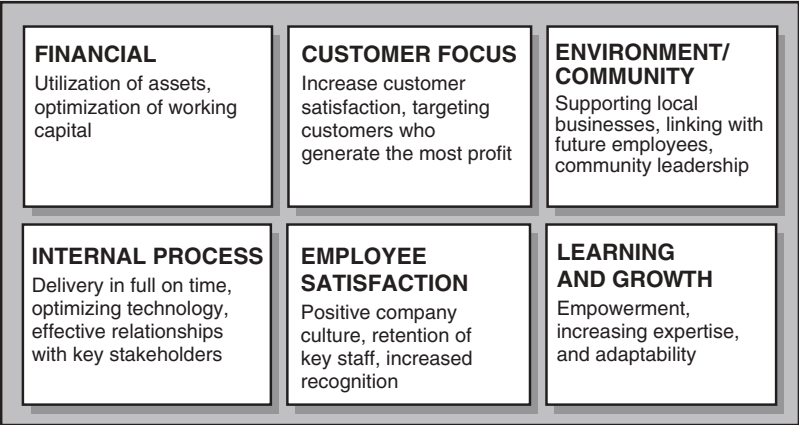 FINANCIAL
Utilization of assets,
optimization of working
capital
CUSTOMER FOCUS
Increase customer
satisfaction, targeting
customers who
generate the most profit
ENVIRONMENT/
COMMUNITY
Supporting local
businesses, linking with
future employees,
community leadership
INTERNAL PROCESS
Delivery in full on time,
optimizing technology,
effective relationships
with key stakeholders
EMPLOYEE
SATISFACTION
Positive company
culture, retention of
key staff, increased
recognition
LEARNING
AND GROWTH
Empowerment,
increasing expertise,
and adaptability